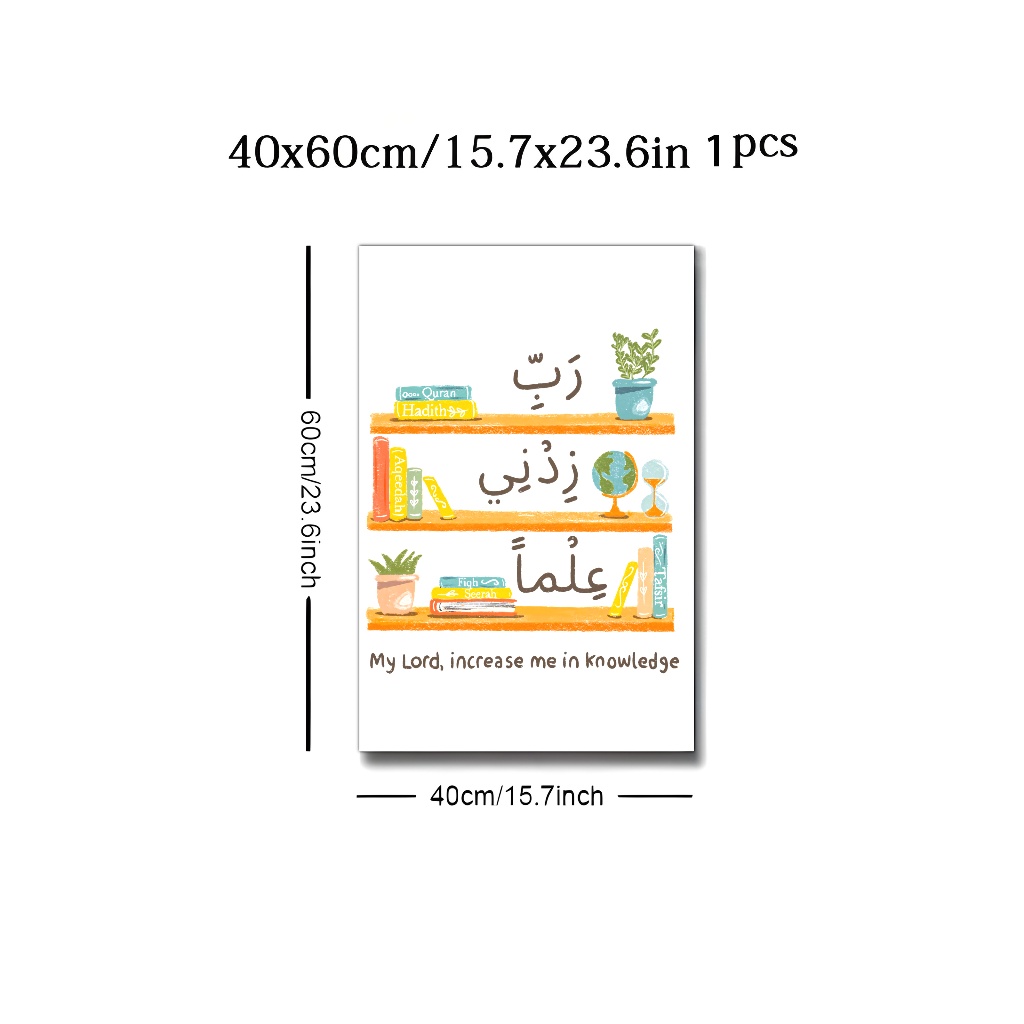 40x60cm/15.7x23.6in 1pcs
60cm/23.6inch
رَبِّ
Quran
Hadith
زِدْنِي
Aqeedah
عِلْماً
Fiqh
Seerah
Tafsir
My Lord, increase me in knowledge
40cm/15.7inch